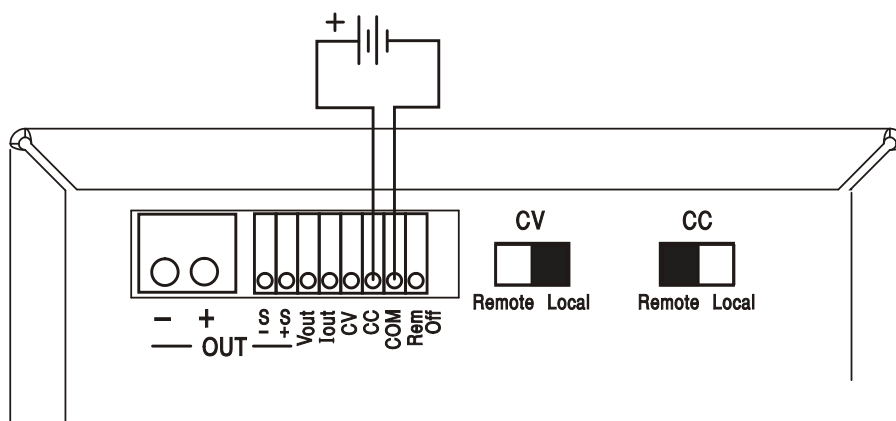 +
CV CC
Remote Local Remote Local
- +
OUT
S -
S +
Vout
Iout
CV
CC
COM
Rem Off